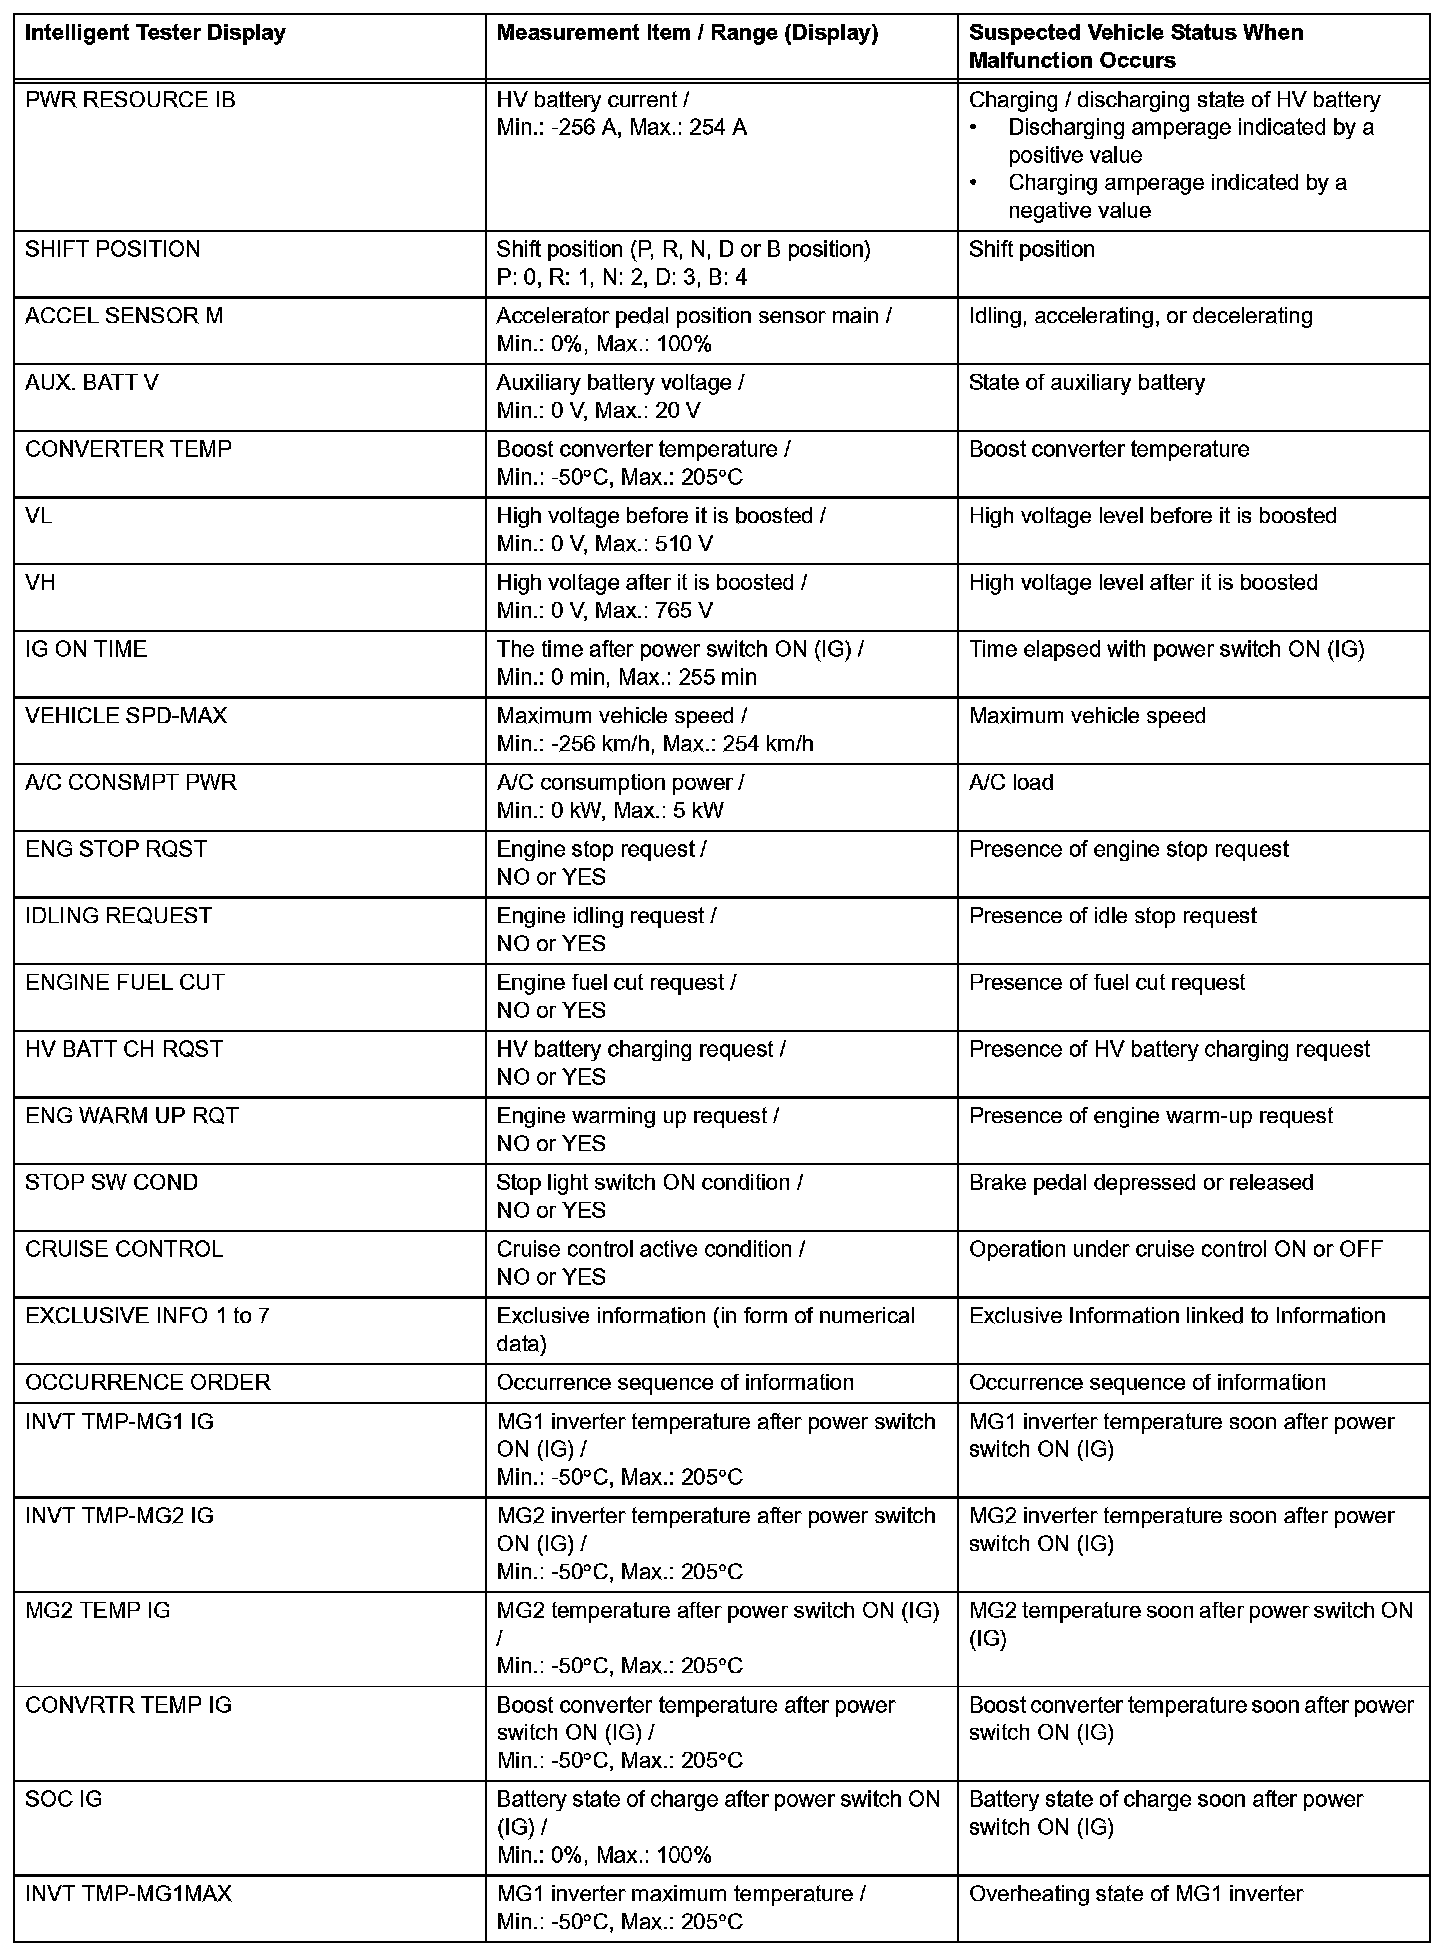 Intelligent Tester Display
Measurement Item / Range (Display)
Suspected Vehicle Status When
Malfunction Occurs
PWR RESOURCE IB
HV battery current /
Min.: -256 A, Max.: 254 A
Charging / discharging state of HV battery
• Discharging amperage indicated by a
positive value
• Charging amperage indicated by a
negative value
SHIFT POSITION
Shift position (P, R, N, D or B position)
P: 0, R: 1, N: 2, D: 3, B: 4
Shift position
ACCEL SENSOR M
Accelerator pedal position sensor main /
Min.: 0%, Max.: 100%
Idling, accelerating, or decelerating
AUX. BATT V
Auxiliary battery voltage /
Min.: 0 V, Max.: 20 V
State of auxiliary battery
CONVERTER TEMP
Boost converter temperature /
Min.: -50°C, Max.: 205°C
Boost converter temperature
VL
High voltage before it is boosted /
Min.: 0 V, Max.: 510 V
High voltage level before it is boosted
VH
High voltage after it is boosted /
Min.: 0 V, Max.: 765 V
High voltage level after it is boosted
IG ON TIME
The time after power switch ON (IG) /
Min.: 0 min, Max.: 255 min
Time elapsed with power switch ON (IG)
VEHICLE SPD-MAX
Maximum vehicle speed /
Min.: -256 km/h, Max.: 254 km/h
Maximum vehicle speed
A/C CONSMPT PWR
A/C consumption power /
Min.: 0 kW, Max.: 5 kW
A/C load
ENG STOP RQST
Engine stop request /
NO or YES
Presence of engine stop request
IDLING REQUEST
Engine idling request /
NO or YES
Presence of idle stop request
ENGINE FUEL CUT
Engine fuel cut request /
NO or YES
Presence of fuel cut request
HV BATT CH RQST
HV battery charging request /
NO or YES
Presence of HV battery charging request
ENG WARM UP RQT
Engine warming up request /
NO or YES
Presence of engine warm-up request
STOP SW COND
Stop light switch ON condition /
NO or YES
Brake pedal depressed or released
CRUISE CONTROL
Cruise control active condition /
NO or YES
Operation under cruise control ON or OFF
EXCLUSIVE INFO 1 to 7
Exclusive information (in form of numerical
data)
Exclusive Information linked to Information
OCCURRENCE ORDER
Occurrence sequence of information
Occurrence sequence of information
INVT TMP-MG1 IG
MG1 inverter temperature after power switch
ON (IG) /
Min.: -50°C, Max.: 205°C
MG1 inverter temperature soon after power
switch ON (IG)
INVT TMP-MG2 IG
MG2 inverter temperature after power switch
ON (IG) /
Min.: -50°C, Max.: 205°C
MG2 inverter temperature soon after power
switch ON (IG)
MG2 TEMP IG
MG2 temperature after power switch ON (IG)
/
Min.: -50°C, Max.: 205°C
MG2 temperature soon after power switch ON
(IG)
CONVRTR TEMP IG
Boost converter temperature after power
switch ON (IG) /
Min.: -50°C, Max.: 205°C
Boost converter temperature soon after power
switch ON (IG)
SOC IG
Battery state of charge after power switch ON
(IG) /
Min.: 0%, Max.: 100%
Battery state of charge soon after power
switch ON (IG)
INVT TMP-MG1MAX
MG1 inverter maximum temperature /
Min.: -50°C, Max.: 205°C
Overheating state of MG1 inverter